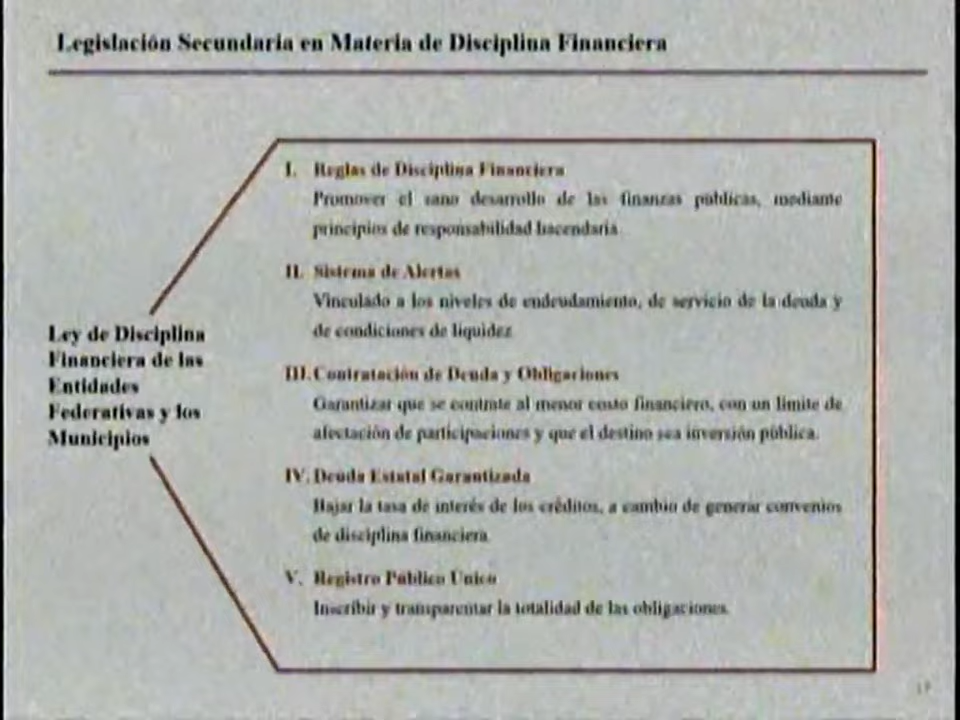 Legislación Secundaria en Materia de Disciplina Financiera
Ley de Disciplina
Financiera de las
Entidades
Federativas y los
Municipios
I. Reglas de Disciplina Financiera
Promover el sano desarrollo de las finanzas públicas, mediante
principios de responsabilidad hacendaria
II. Sistema de Alertas
Vinculado a los niveles de endeudamiento, de servicio de la deuda y
de condiciones de liquidez
III. Contratación de Deuda y Obligaciones
Garantizar que se contrate al menor costo financiero, con un límite de
afectación de participaciones y que el destino sea inversión pública.
IV. Deuda Estatal Garantizada
Bajar la tasa de interés de los créditos, a cambio de generar convenios
de disciplina financiera.
V. Registro Público Único
Inscribir y transparentar la totalidad de las obligaciones.